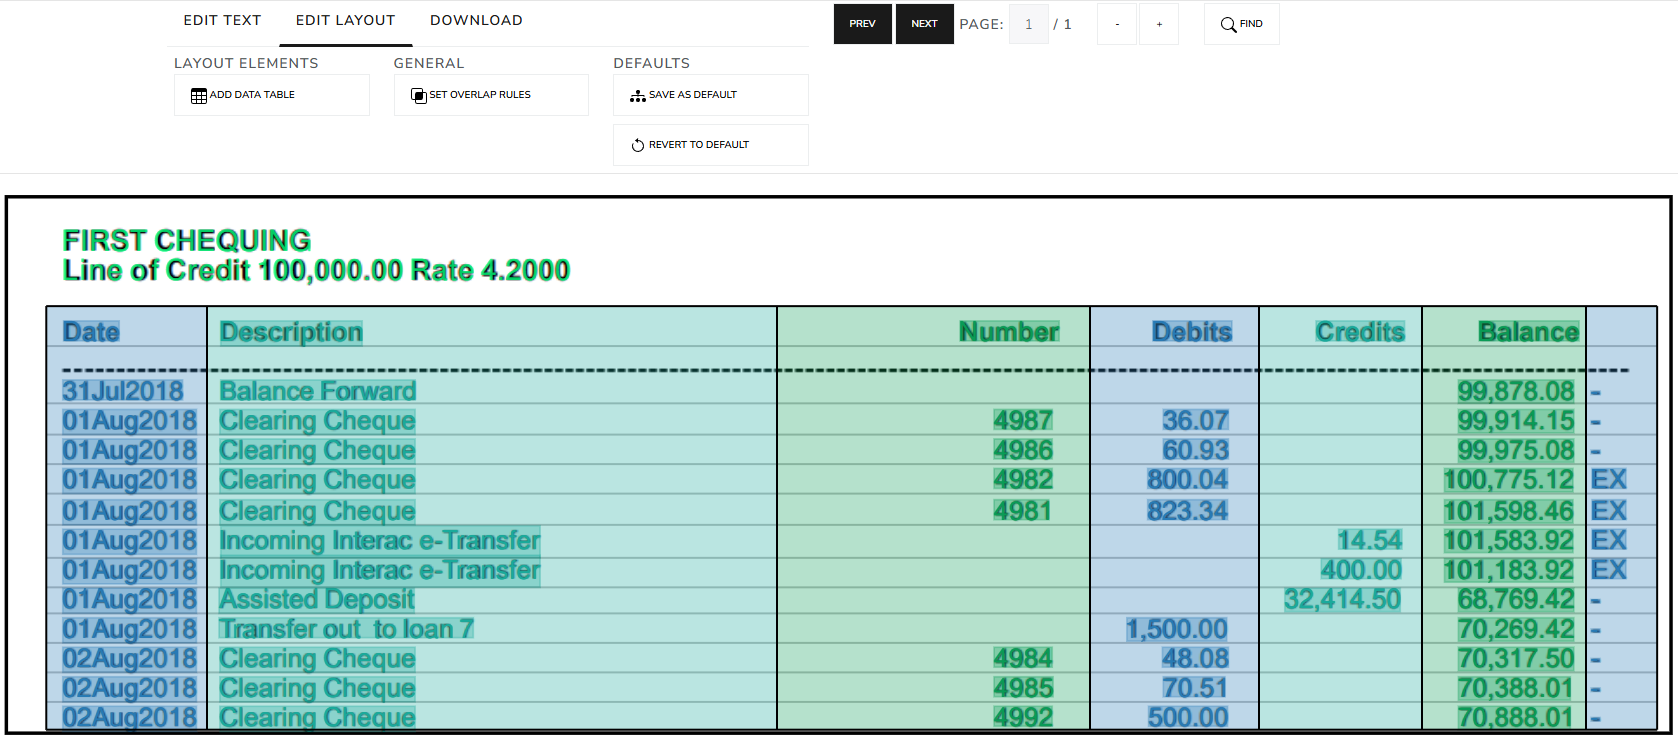 EDIT TEXT EDIT LAYOUT DOWNLOAD PREV NEXT PAGE: 1 / 1 - + FIND
LAYOUT ELEMENTS GENERAL DEFAULTS
ADD DATA TABLE SET OVERLAP RULES SAVE AS DEFAULT
REVERT TO DEFAULT
FIRST CHEQUING
Line of Credit 100,000.00 Rate 4.2000
Date Description Number Debits Credits Balance
31Jul2018 Balance Forward 99,878.08 -
01Aug2018 Clearing Cheque 4987 36.07 99,914.15 -
01Aug2018 Clearing Cheque 4986 60.93 99,975.08 -
01Aug2018 Clearing Cheque 4982 800.04 100,775.12 EX
01Aug2018 Clearing Cheque 4981 823.34 101,598.46 EX
01Aug2018 Incoming Interac e-Transfer 14.54 101,583.92 EX
01Aug2018 Incoming Interac e-Transfer 400.00 101,183.92 EX
01Aug2018 Assisted Deposit 32,414.50 68,769.42 -
01Aug2018 Transfer out to loan 7 1,500.00 70,269.42 -
02Aug2018 Clearing Cheque 4984 48.08 70,317.50 -
02Aug2018 Clearing Cheque 4985 70.51 70,388.01 -
02Aug2018 Clearing Cheque 4992 500.00 70,888.01 -